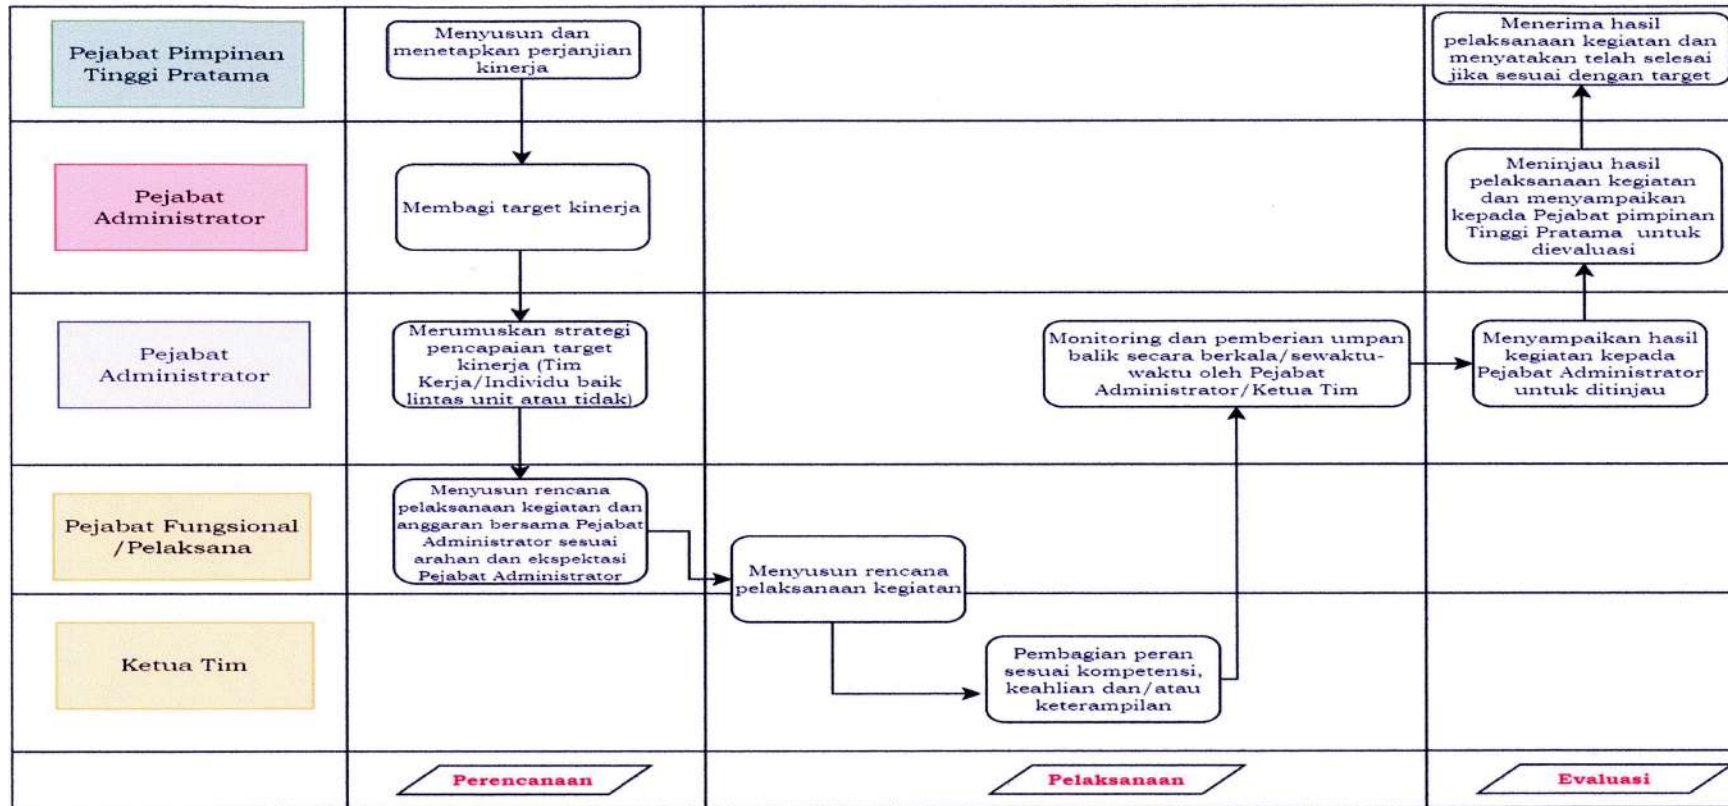 Pejabat Pimpinan
Tinggi Pratama
Menyusun dan
menetapkan perjanjian
kinerja
Menerima hasil
pelaksanaan kegiatan dan
menyatakan telah selesai
jika sesuai dengan target
Pejabat
Administrator
Membagi target kinerja
Meninjau hasil
pelaksanaan kegiatan
dan menyampaikan
kepada Pejabat pimpinan
Tinggi Pratama untuk
dievaluasi
Pejabat
Administrator
Merumuskan strategi
pencapaian target
kinerja (Tim
Kerja/Individu baik
lintas unit atau tidak)
Monitoring dan pemberian umpan
balik secara berkala/sewaktu-
waktu oleh Pejabat
Administrator/Ketua Tim
Menyampaikan hasil
kegiatan kepada
Pejabat Administrator
untuk ditinjau
Pejabat Fungsional
/Pelaksana
Menyusun rencana
pelaksanaan kegiatan dan
anggaran bersama Pejabat
Administrator sesuai
arahan dan ekspektasi
Pejabat Administrator
Menyusun rencana
pelaksanaan kegiatan
Ketua Tim
Pembagian peran
sesuai kompetensi,
keahlian dan/atau
keterampilan
Perencanaan
Pelaksanaan
Evaluasi